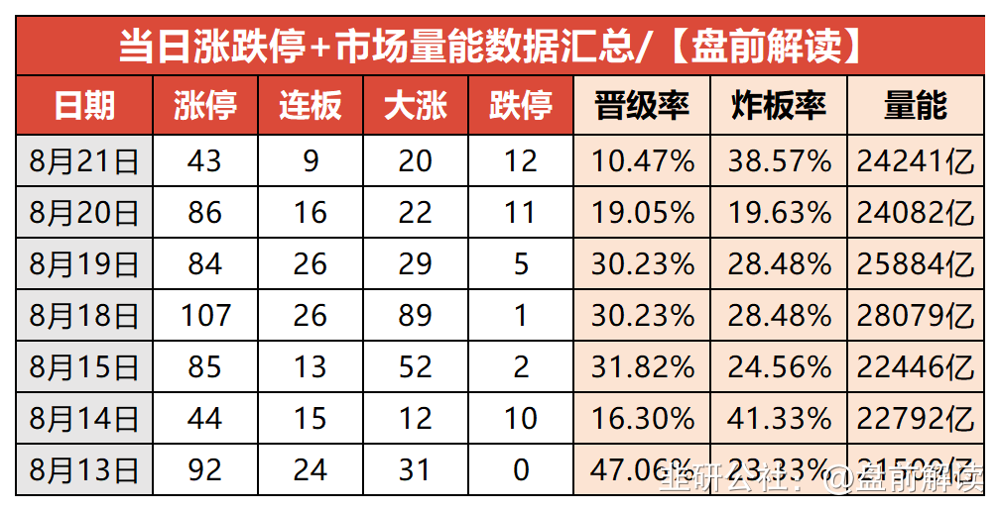 当日涨跌停+市场量能数据汇总/【盘前解读】
日期 涨停 连板 大涨 跌停 晋级率 炸板率 量能
8月21日 43 9 20 12 10.47% 38.57% 24241亿
8月20日 86 16 22 11 19.05% 19.63% 24082亿
8月19日 84 26 29 5 30.23% 28.48% 25884亿
8月18日 107 26 89 1 30.23% 28.48% 28079亿
8月15日 85 13 52 2 31.82% 24.56% 22446亿
8月14日 44 15 12 10 16.30% 41.33% 22792亿
8月13日 92 24 31 0 47.06% 23.33%
韭研公社、@盘前解读